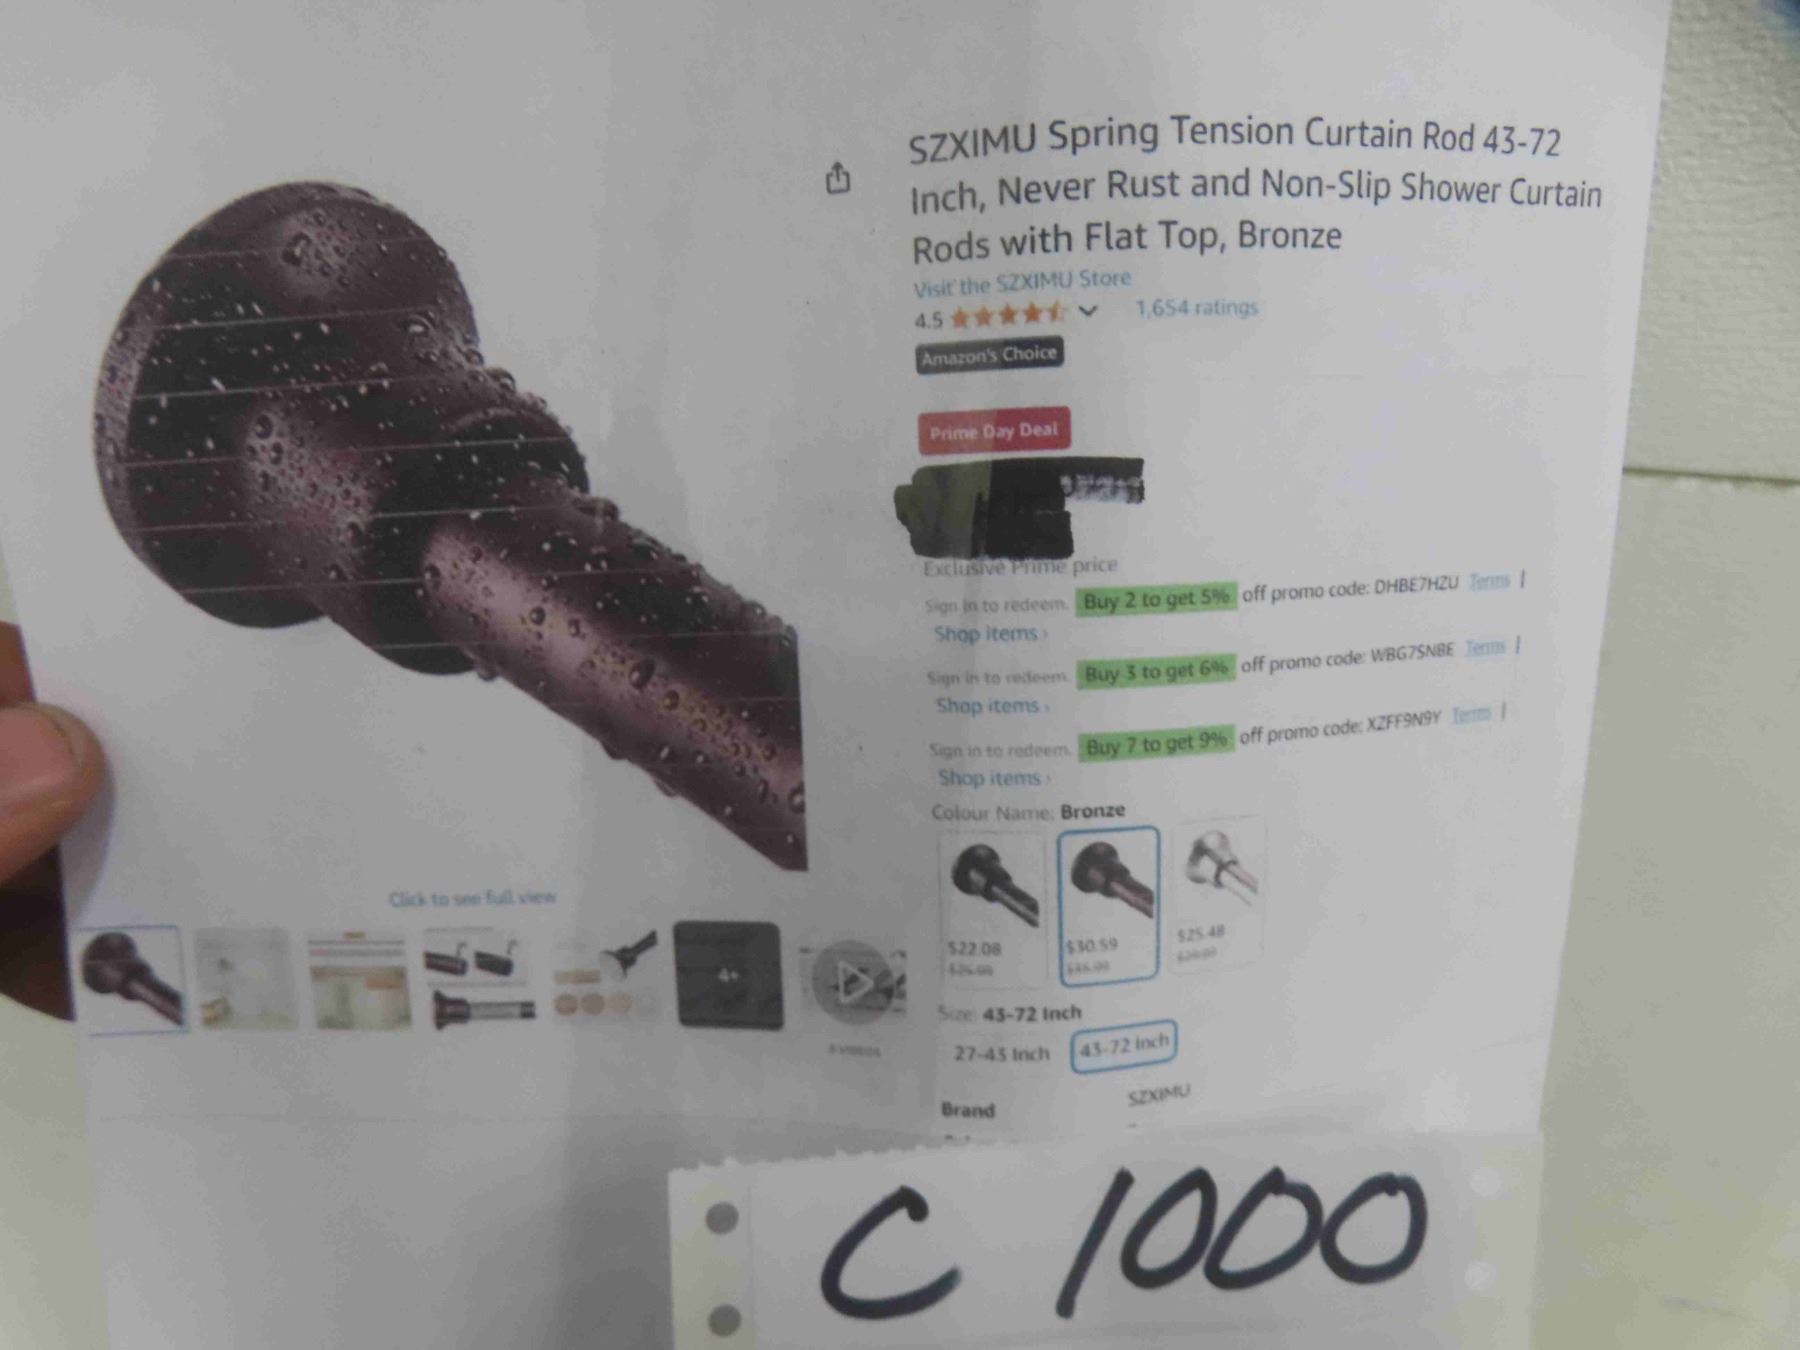 SZXIMU Spring Tension Curtain Rod 43-72
Inch, Never Rust and Non-Slip Shower Curtain
Rods with Flat Top, Bronze
Visit the SZXIMU Store
4.5 1,654 ratings
Amazon's Choice
Prime Day Deal
Exclusive Prime price
Sign in to redeem. Buy 2 to get 5% off promo code: DHBE7HZU Terms |
Shop items ›
Sign in to redeem. Buy 3 to get 6% off promo code: WBG7SNBE Terms |
Shop items ›
Sign in to redeem. Buy 7 to get 9% off promo code: XZFF9N9Y Terms |
Shop items ›
Colour Name: Bronze
$22.08 $30.59 $25.48
Size: 43-72 Inch
27-43 Inch 43-72 Inch
Brand SZXIMU
Click to see full view
4+
C 1000